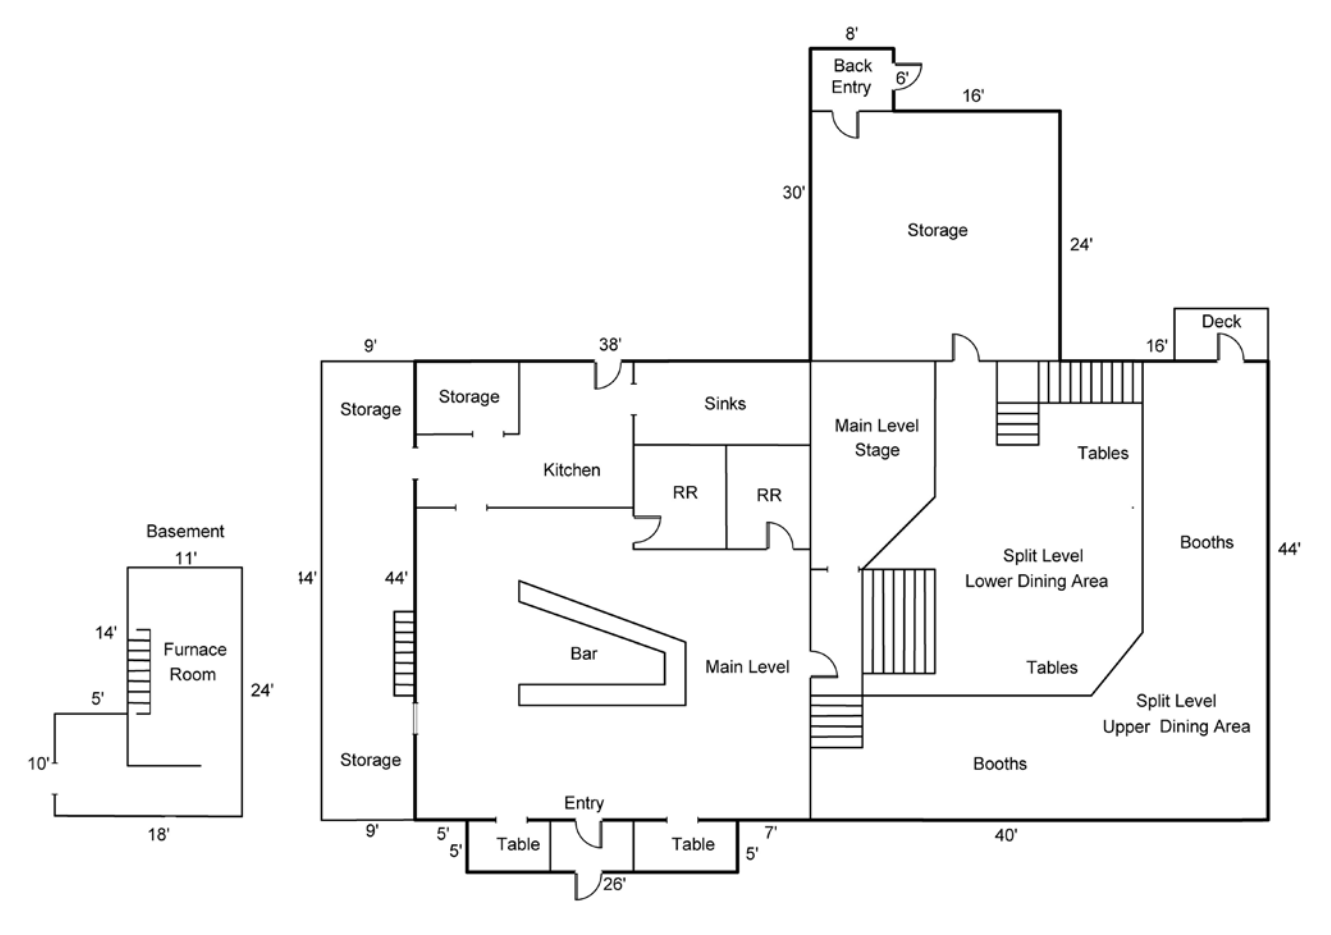 8'
Back
Entry
6'
16'
30'
Storage
24'
Deck
9'
38'
16'
Storage
Storage
Sinks
Main Level
Stage
Tables
Kitchen
RR
RR
Basement
11'
Booths
44'
Split Level
Lower Dining Area
44'
14'
Furnace
Room
Bar
Main Level
Tables
24'
5'
Split Level
Upper Dining Area
10'
Storage
Booths
Entry
18'
9'
5'
5'
Table
Table
7'
5'
40'
26'